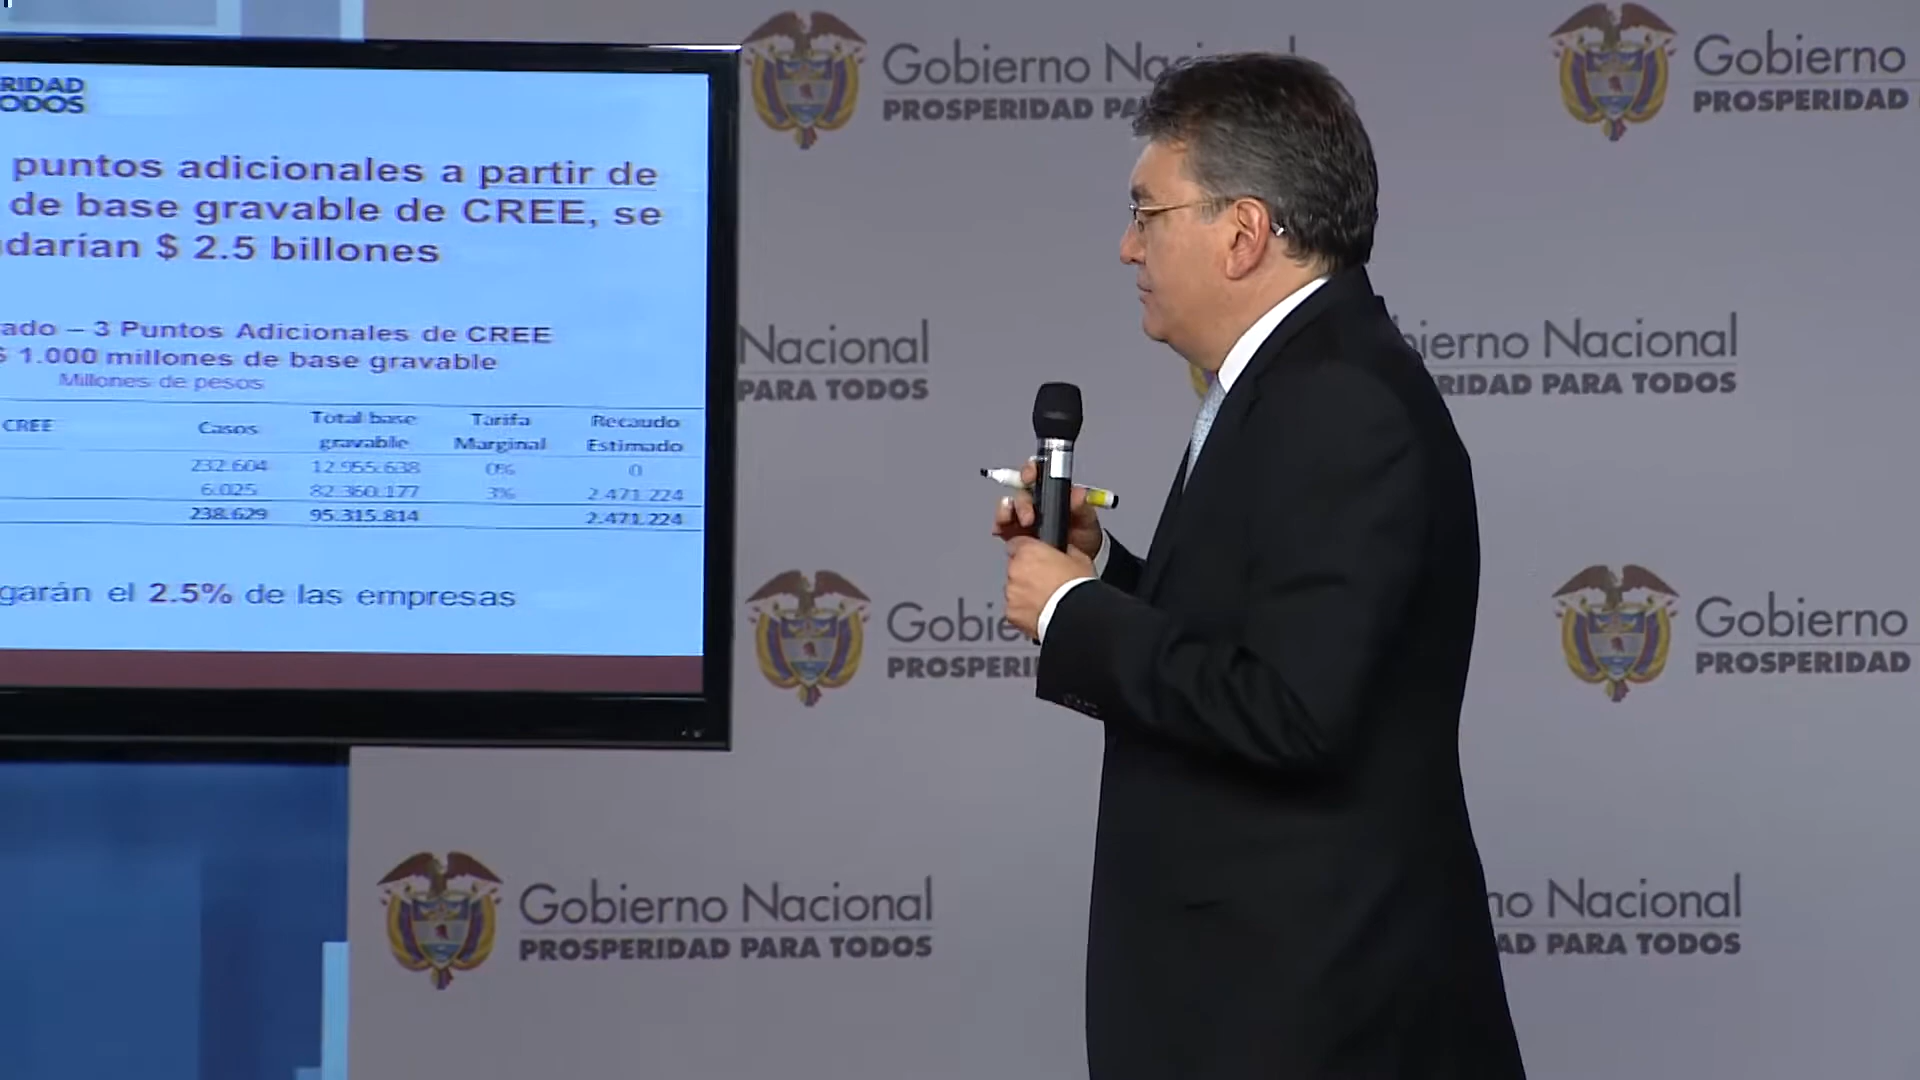 RIDAD
ODOS
puntos adicionales a partir de
de base gravable de CREE, se
darían $ 2.5 billones
ado – 3 Puntos Adicionales de CREE
$ 1.000 millones de base gravable
Millones de pesos
CREE Casos Total base gravable Tarifa Marginal Recaudo Estimado
232.604 12.955.638 0% 0
6.025 82.360.177 3% 2.471.224
238.629 95.315.814 2.471.224
garán el 2.5% de las empresas
Gobierno Nac
PROSPERIDAD PA
Gobierno
PROSPERIDAD
Nacional
PARA TODOS
bierno Nacional
RIDAD PARA TODOS
Gobie
PROSPERI
Gobierno
PROSPERIDAD
Gobierno Nacional
PROSPERIDAD PARA TODOS
no Nacional
AD PARA TODOS